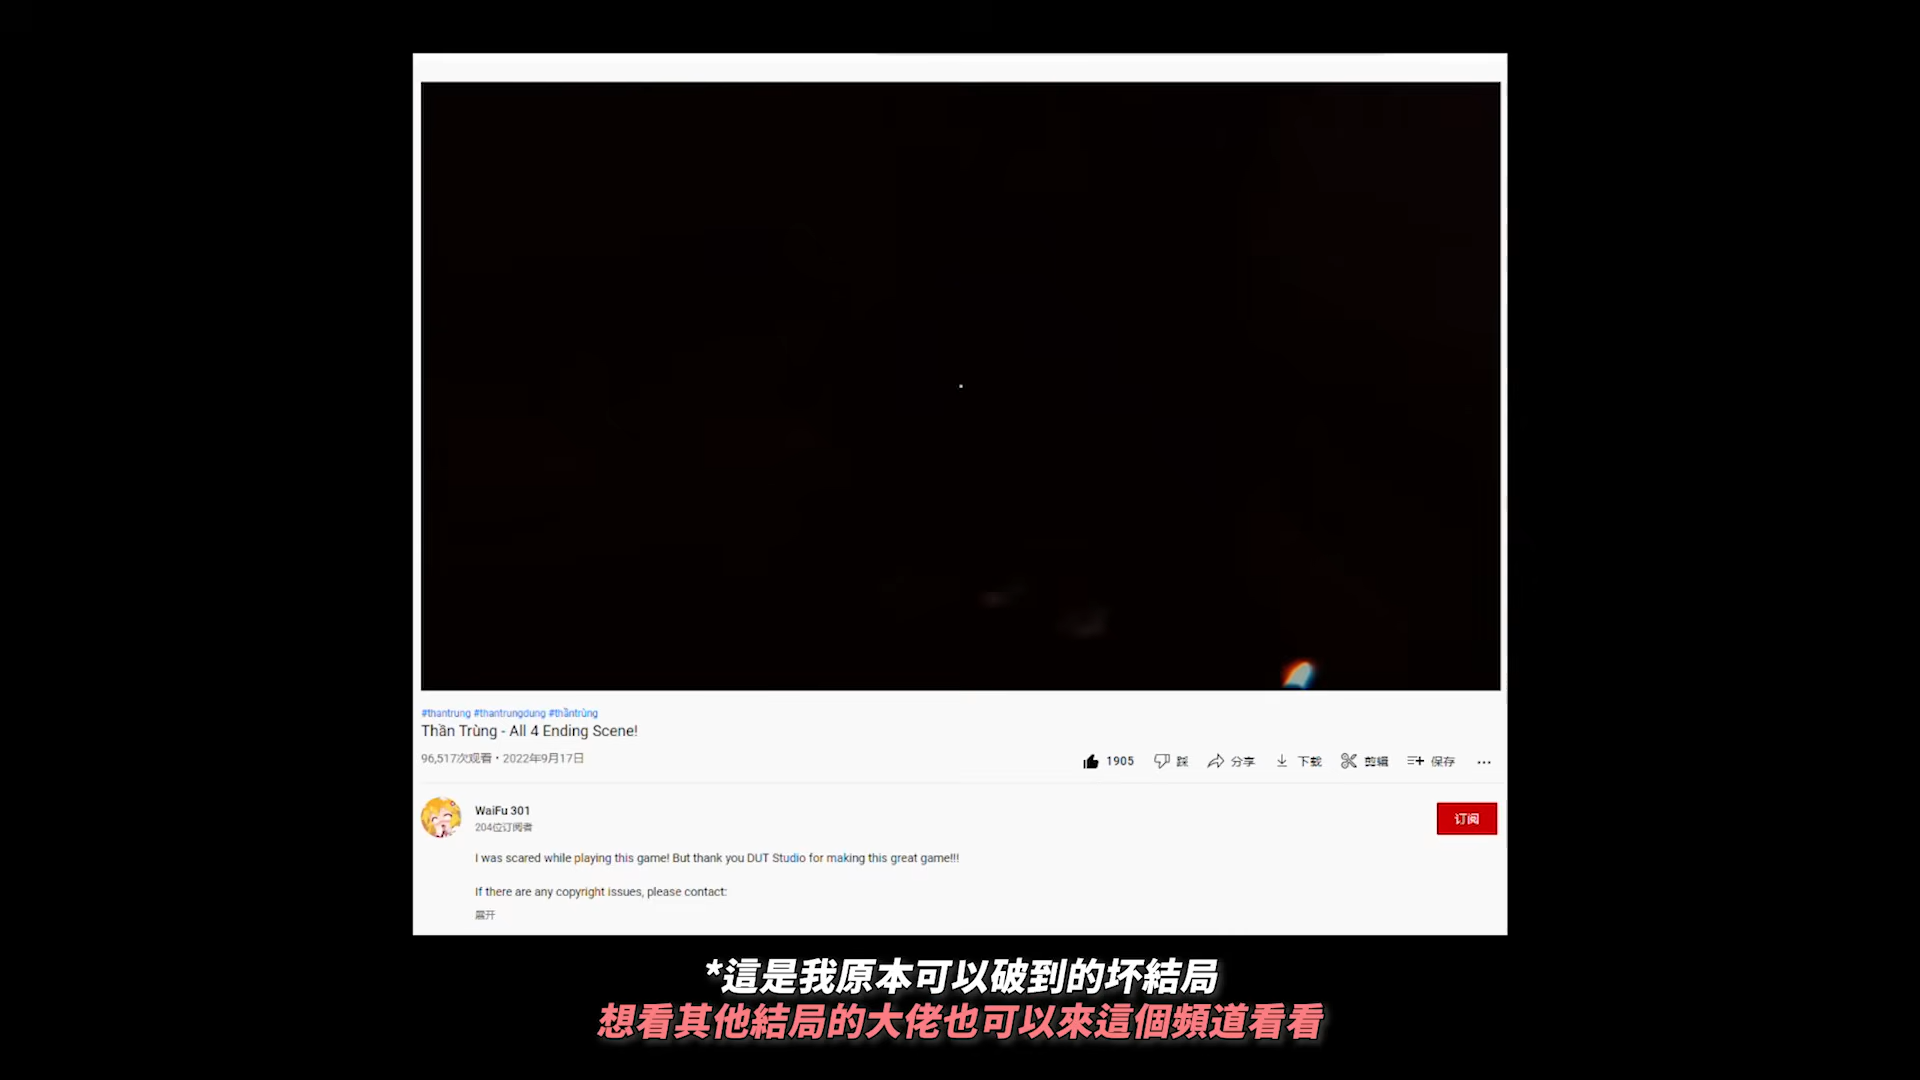 #thantrung #thantrungdung #thầntrùng
Thần Trùng - All 4 Ending Scene!
96,517次观看・2022年9月17日
1905 踩 分享 下载 剪辑 保存 ...
WaiFu 301
204位订阅者
订阅
I was scared while playing this game! But thank you DUT Studio for making this great game!!!
If there are any copyright issues, please contact:
展开
*這是我原本可以破到的坏結局
想看其他結局的大佬也可以來這個頻道看看